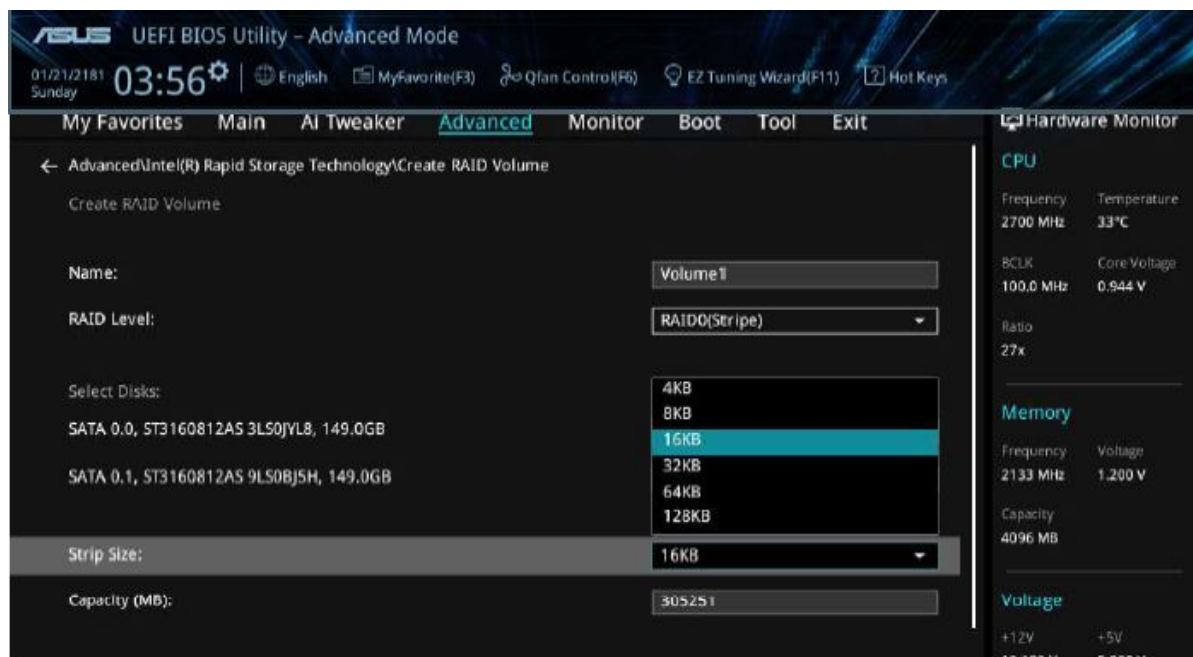 ASUS UEFI BIOS Utility – Advanced Mode
01/21/2181 Sunday 03:56 English MyFavorite(F3) Qfan Control(F6) EZ Tuning Wizard(F11) ? Hot Keys
My Favorites Main Ai Tweaker Advanced Monitor Boot Tool Exit
Hardware Monitor
← Advanced\Intel(R) Rapid Storage Technology\Create RAID Volume
Create RAID Volume
Name: Volume1
RAID Level: RAID0(Stripe)
Select Disks:
SATA 0.0, ST3160812AS 3LS0JYL8, 149.0GB
SATA 0.1, ST3160812AS 9LS0BJ5H, 149.0GB
4KB
8KB
16KB
32KB
64KB
128KB
Strip Size: 16KB
Capacity (MB): 305251
CPU
Frequency Temperature
2700 MHz 33°C
BCLK Core Voltage
100.0 MHz 0.944 V
Ratio
27x
Memory
Frequency Voltage
2133 MHz 1.200 V
Capacity
4096 MB
Voltage
+12V +5V